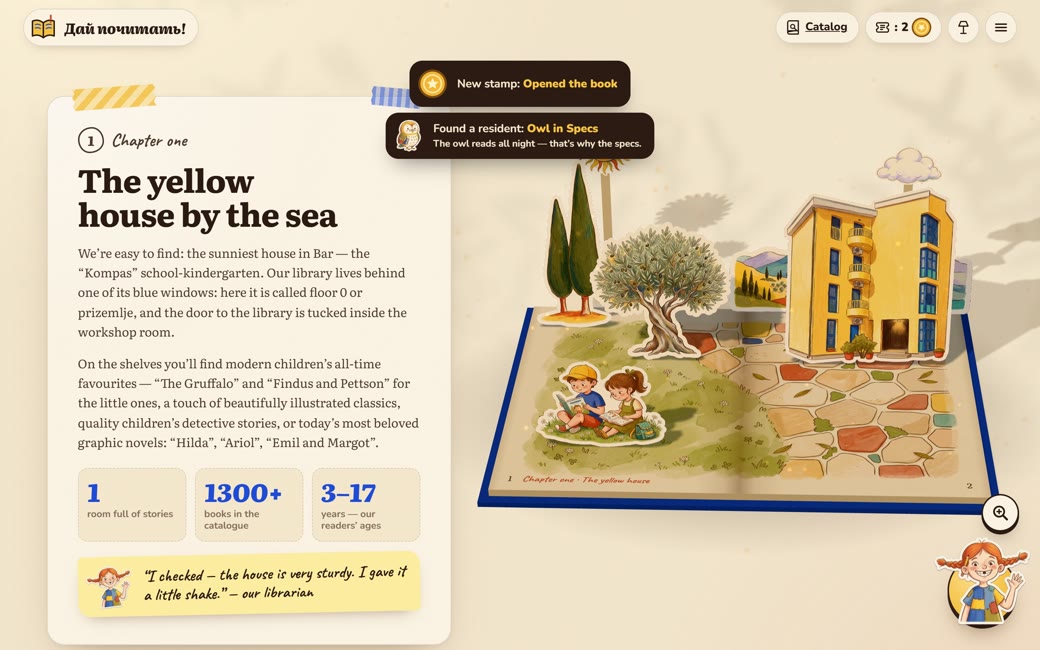 Дай почитать!
Catalog
: 2
New stamp: Opened the book
Found a resident: Owl in Specs
The owl reads all night — that's why the specs.
1 Chapter one
The yellow
house by the sea
We're easy to find: the sunniest house in Bar — the
“Kompas” school-kindergarten. Our library lives behind
one of its blue windows: here it is called floor 0 or
prizemlje, and the door to the library is tucked inside the
workshop room.
On the shelves you'll find modern children's all-time
favourites — “The Gruffalo” and “Findus and Pettson” for
the little ones, a touch of beautifully illustrated classics,
quality children's detective stories, or today's most beloved
graphic novels: “Hilda”, “Ariol”, “Emil and Margot”.
1
room full of stories
1300+
books in the
catalogue
3–17
years — our
readers' ages
“I checked — the house is very sturdy. I gave it
a little shake.” — our librarian
1 Chapter one · The yellow house
2